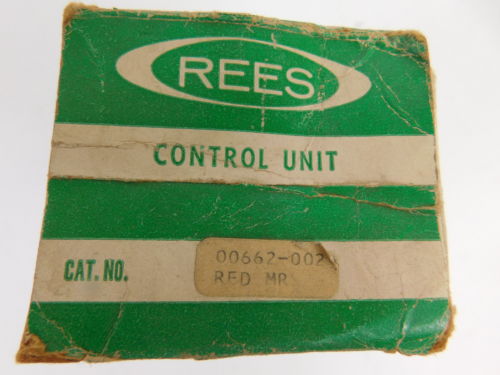 REES
CONTROL UNIT
CAT. NO.
00662-002
RED MR